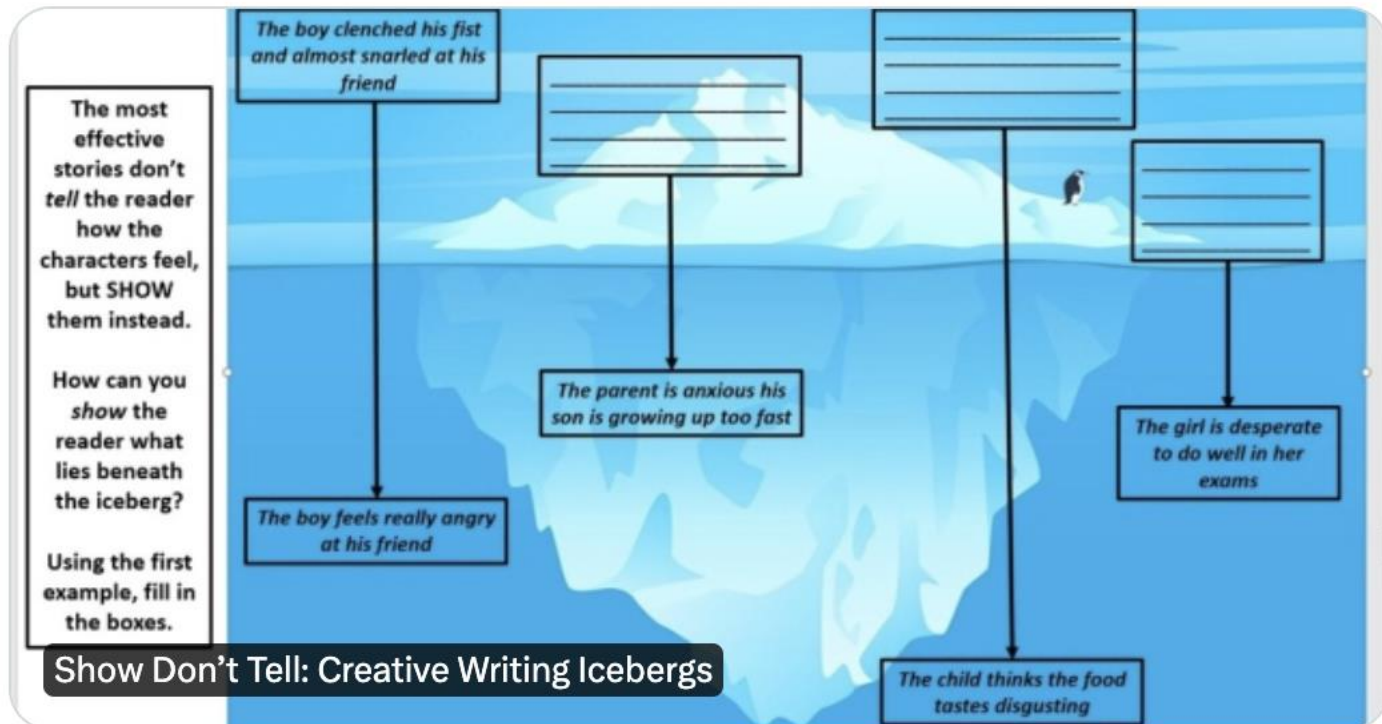 The most
effective
stories don’t
tell the reader
how the
characters feel,
but SHOW
them instead.
How can you
show the
reader what
lies beneath
the iceberg?
Using the first
example, fill in
the boxes.
The boy clenched his fist
and almost snarled at his
friend
The boy feels really angry
at his friend
The parent is anxious his
son is growing up too fast
The child thinks the food
tastes disgusting
The girl is desperate
to do well in her
exams
Show Don’t Tell: Creative Writing Icebergs